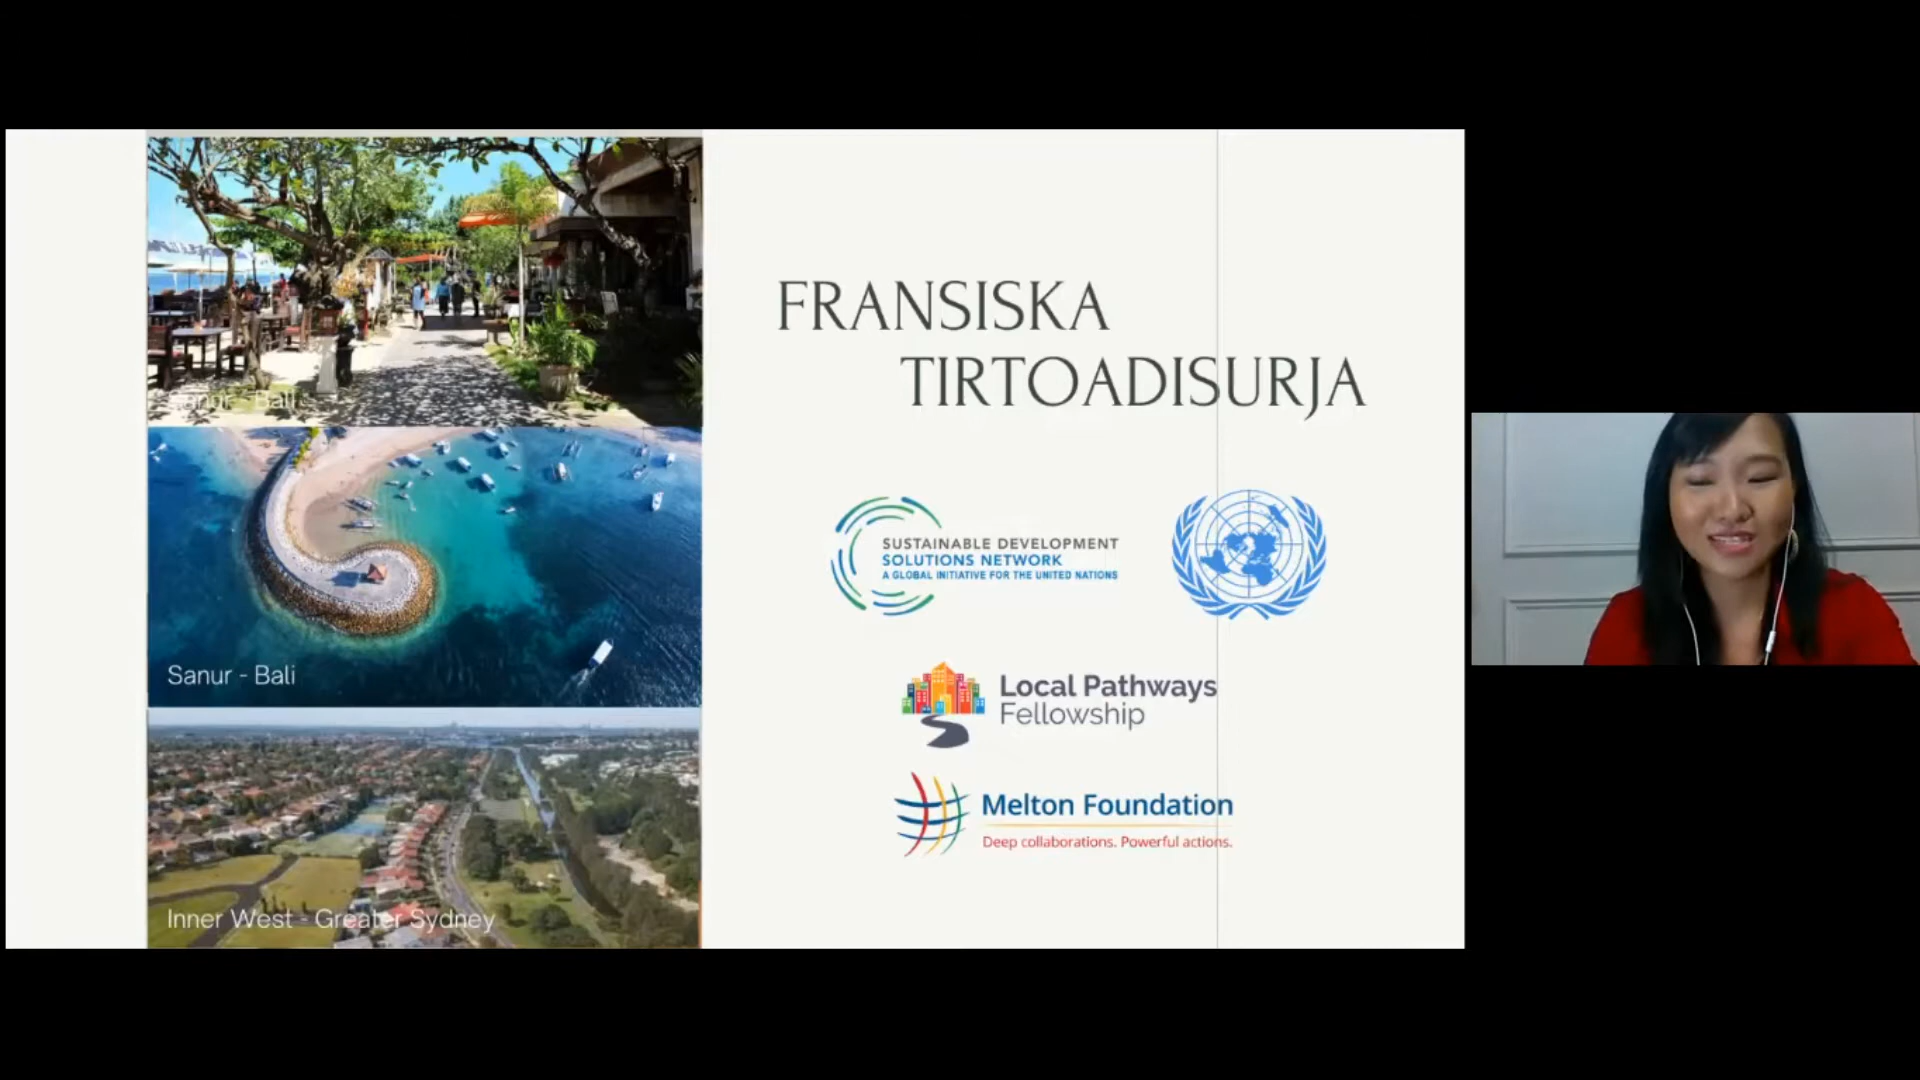 Sanur - Bali
Sanur - Bali
Inner West - Greater Sydney
FRANSISKA
TIRTOADISURJA
SUSTAINABLE DEVELOPMENT
SOLUTIONS NETWORK
A GLOBAL INITIATIVE FOR THE UNITED NATIONS
Local Pathways
Fellowship
Melton Foundation
Deep collaborations. Powerful actions.